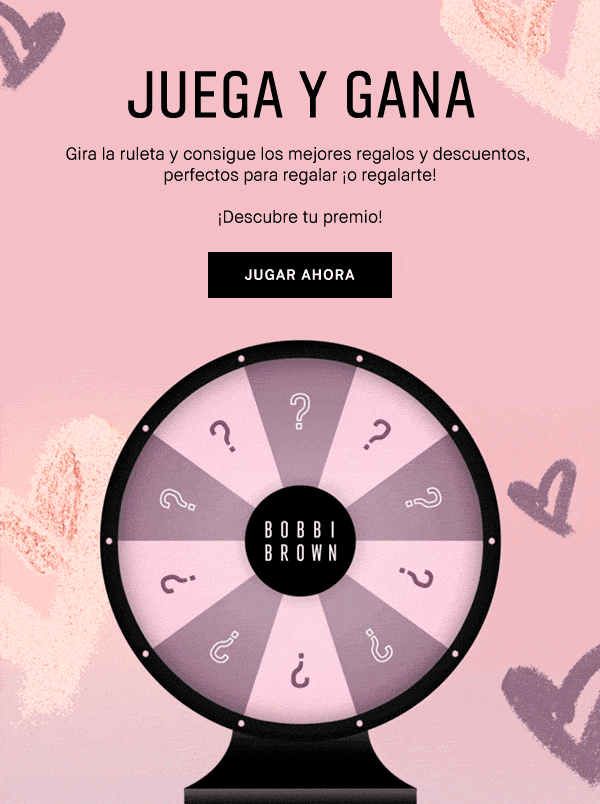 JUEGA Y GANA
Gira la ruleta y consigue los mejores regalos y descuentos,
perfectos para regalar ¡o regalarte!
¡Descubre tu premio!
JUGAR AHORA
?
?
?
?
?
?
?
?
?
?
BOBBI
BROWN